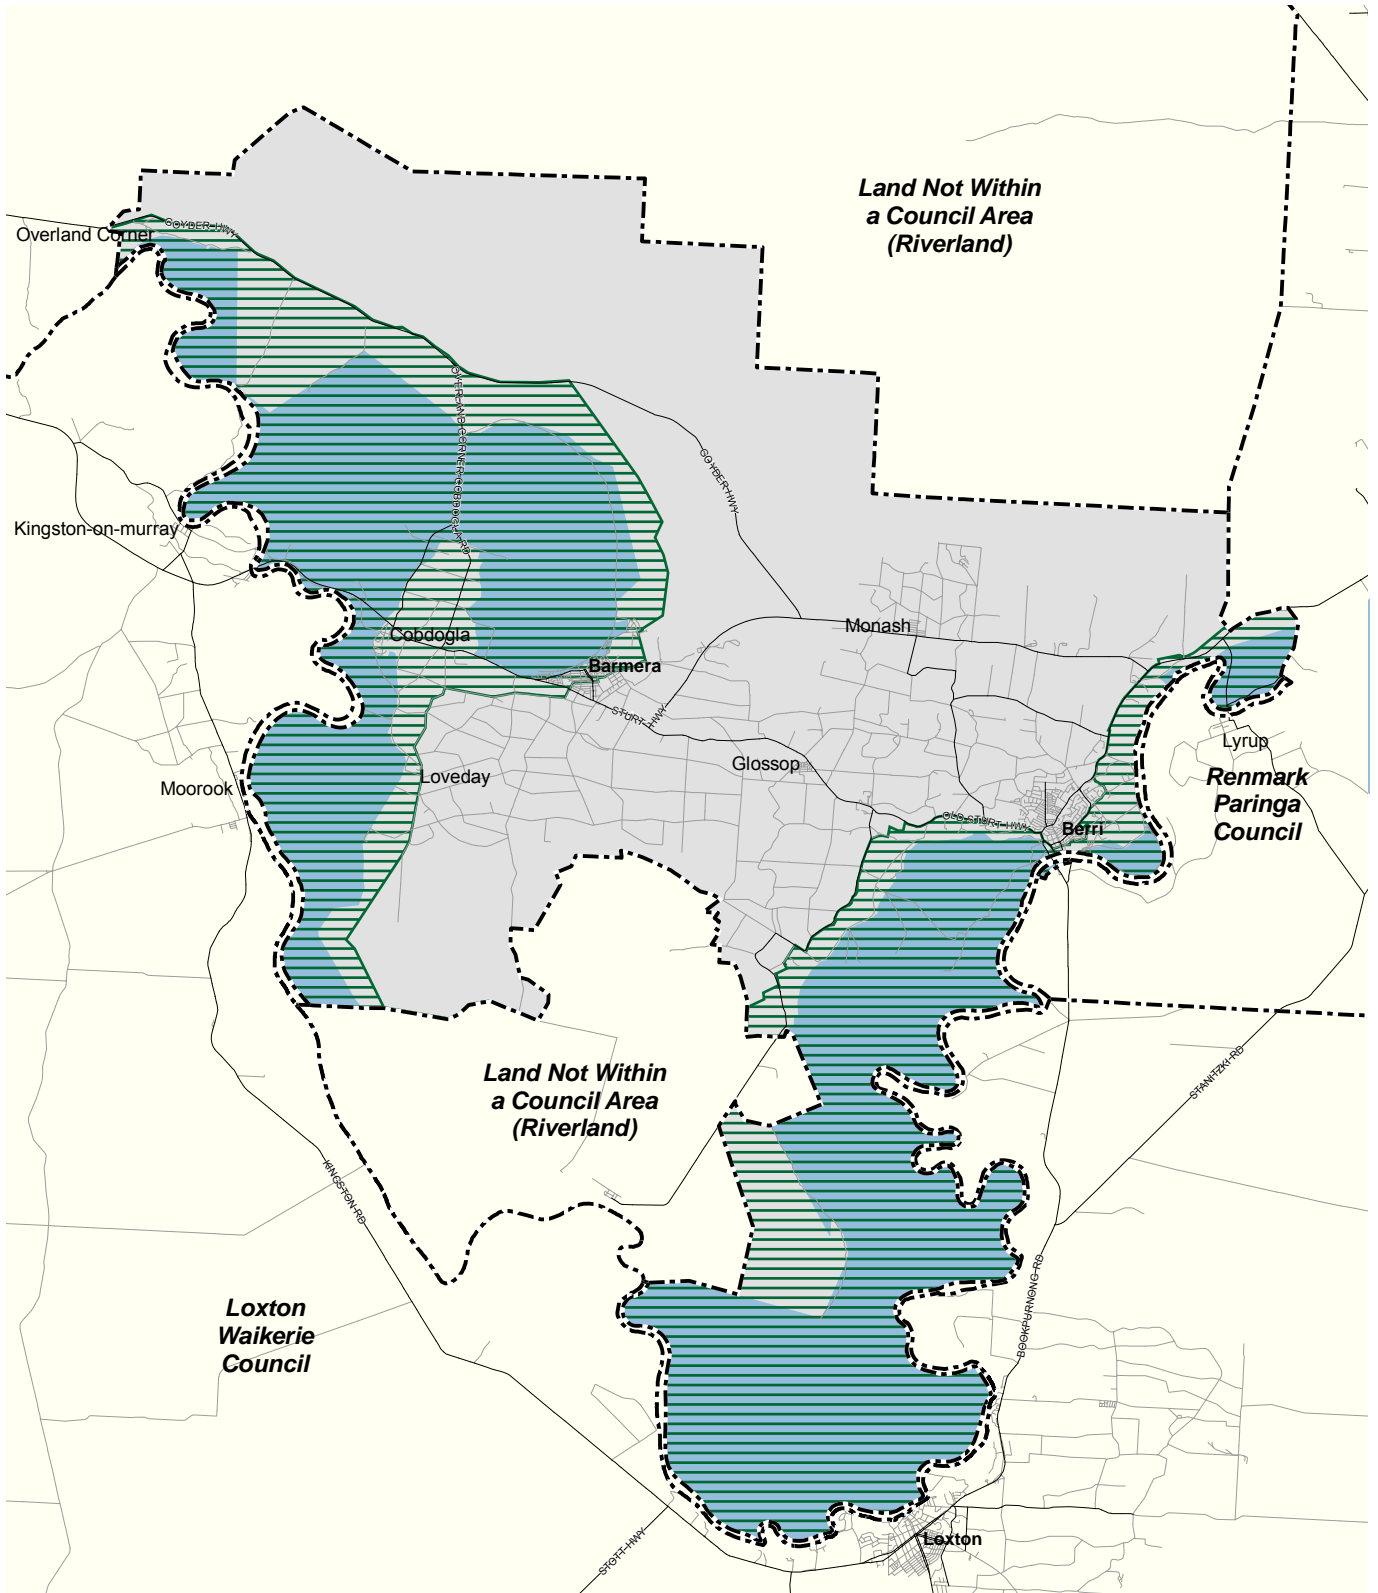 Land Not Within
a Council Area
(Riverland)
GOYDER HWY
Overland Corner
OVERLAND CORNER COBDOGLA RD
GOYDER HWY
Kingston-on-murray
Monash
Cobdogla
Barmera
STURT HWY
Lyrup
Glossop
Loveday
Moorook
Renmark
Paringa
Council
OLD STURT HWY
Berri
Land Not Within
a Council Area
(Riverland)
STANITZKI RD
KINGSTON RD
BOOKPURNONG RD
Loxton
Waikerie
Council
STOTT HWY
Loxton